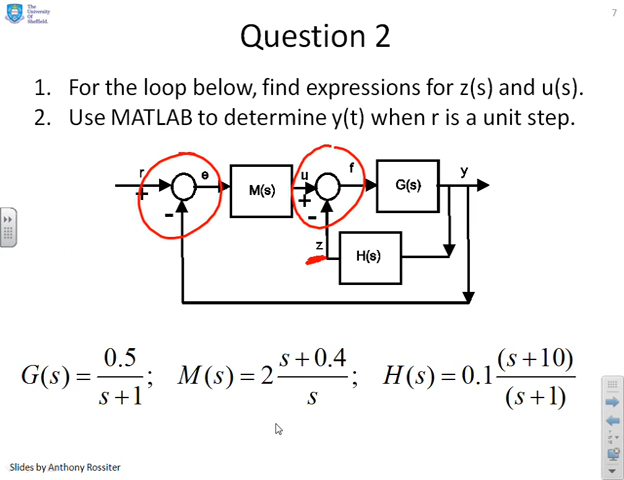 The
University
Of
Sheffield.
7
Question 2
1. For the loop below, find expressions for z(s) and u(s).
2. Use MATLAB to determine y(t) when r is a unit step.
r + - e M(s) u + - f G(s) y
z H(s)
G(s) = 0.5/(s+1); M(s) = 2 (s+0.4)/s; H(s) = 0.1 (s+10)/(s+1)
Slides by Anthony Rossiter